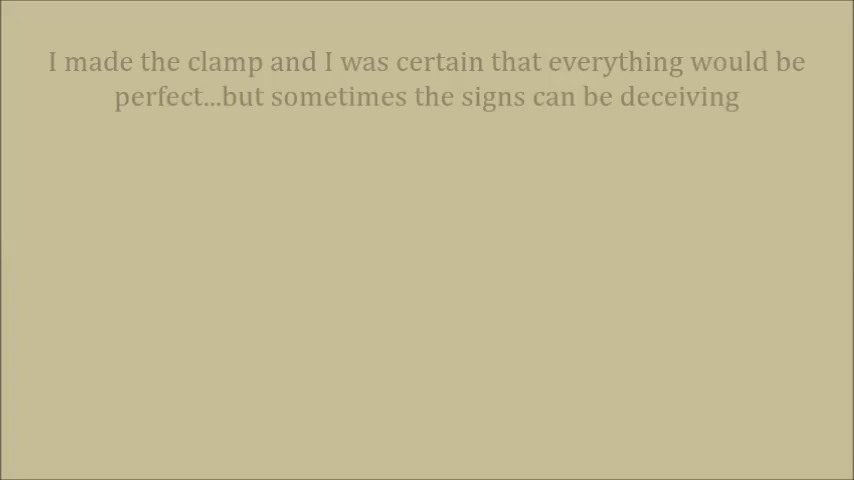 I made the clamp and I was certain that everything would be
perfect...but sometimes the signs can be deceiving